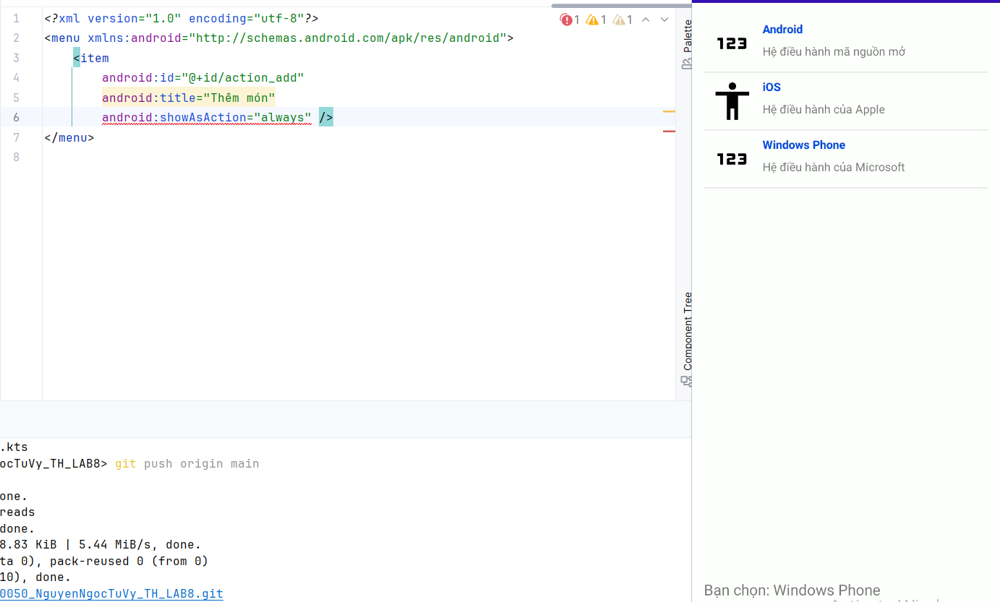 1 <?xml version="1.0" encoding="utf-8"?>
2 <menu xmlns:android="http://schemas.android.com/apk/res/android">
3 <item
4 android:id="@+id/action_add"
5 android:title="Thêm món"
6 android:showAsAction="always" />
7 </menu>
8
1 1 1
Palette
Component Tree
.kts
ocTuVy_TH_LAB8> git push origin main
one.
reads
done.
8.83 KiB | 5.44 MiB/s, done.
ta 0), pack-reused 0 (from 0)
10), done.
0050_NguyenNgocTuVy_TH_LAB8.git
123
Android
Hệ điều hành mã nguồn mở
iOS
Hệ điều hành của Apple
123
Windows Phone
Hệ điều hành của Microsoft
Bạn chọn: Windows Phone